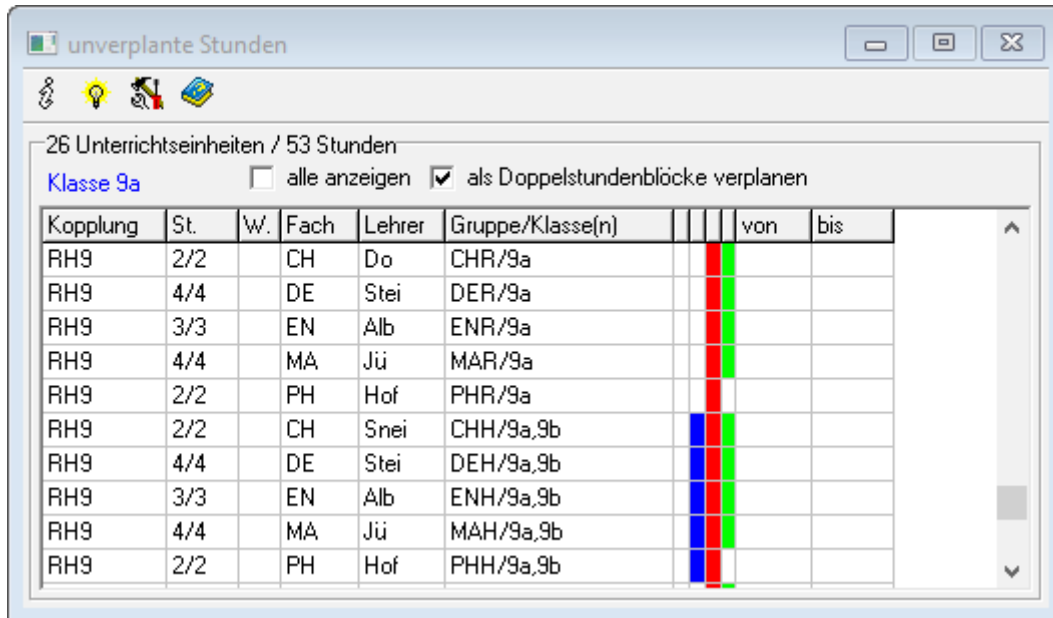 unverplante Stunden
26 Unterrichtseinheiten / 53 Stunden
Klasse 9a alle anzeigen als Doppelstundenblöcke verplanen
Kopplung St. W. Fach Lehrer Gruppe/Klasse(n) von bis
RH9 2/2 CH Do CHR/9a
RH9 4/4 DE Stei DER/9a
RH9 3/3 EN Alb ENR/9a
RH9 4/4 MA Jü MAR/9a
RH9 2/2 PH Hof PHR/9a
RH9 2/2 CH Snei CHH/9a,9b
RH9 4/4 DE Stei DEH/9a,9b
RH9 3/3 EN Alb ENH/9a,9b
RH9 4/4 MA Jü MAH/9a,9b
RH9 2/2 PH Hof PHH/9a,9b